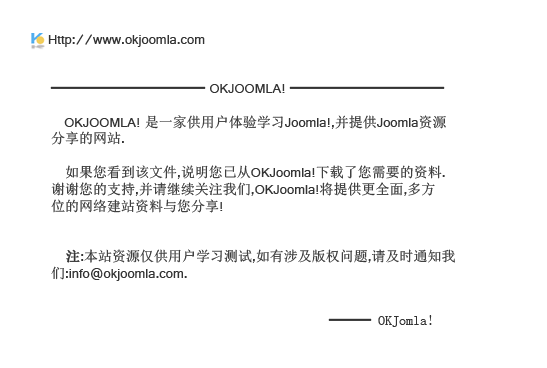 Http://www.okjoomla.com
OKJOOMLA!
OKJOOMLA! 是一家供用户体验学习Joomla!,并提供Joomla资源
分享的网站.
如果您看到该文件,说明您已从OKJoomla!下载了您需要的资料.
谢谢您的支持,并请继续关注我们,OKJoomla!将提供更全面,多方
位的网络建站资料与您分享!
注:本站资源仅供用户学习测试,如有涉及版权问题,请及时通知我
们:info@okjoomla.com.
OKJomla!